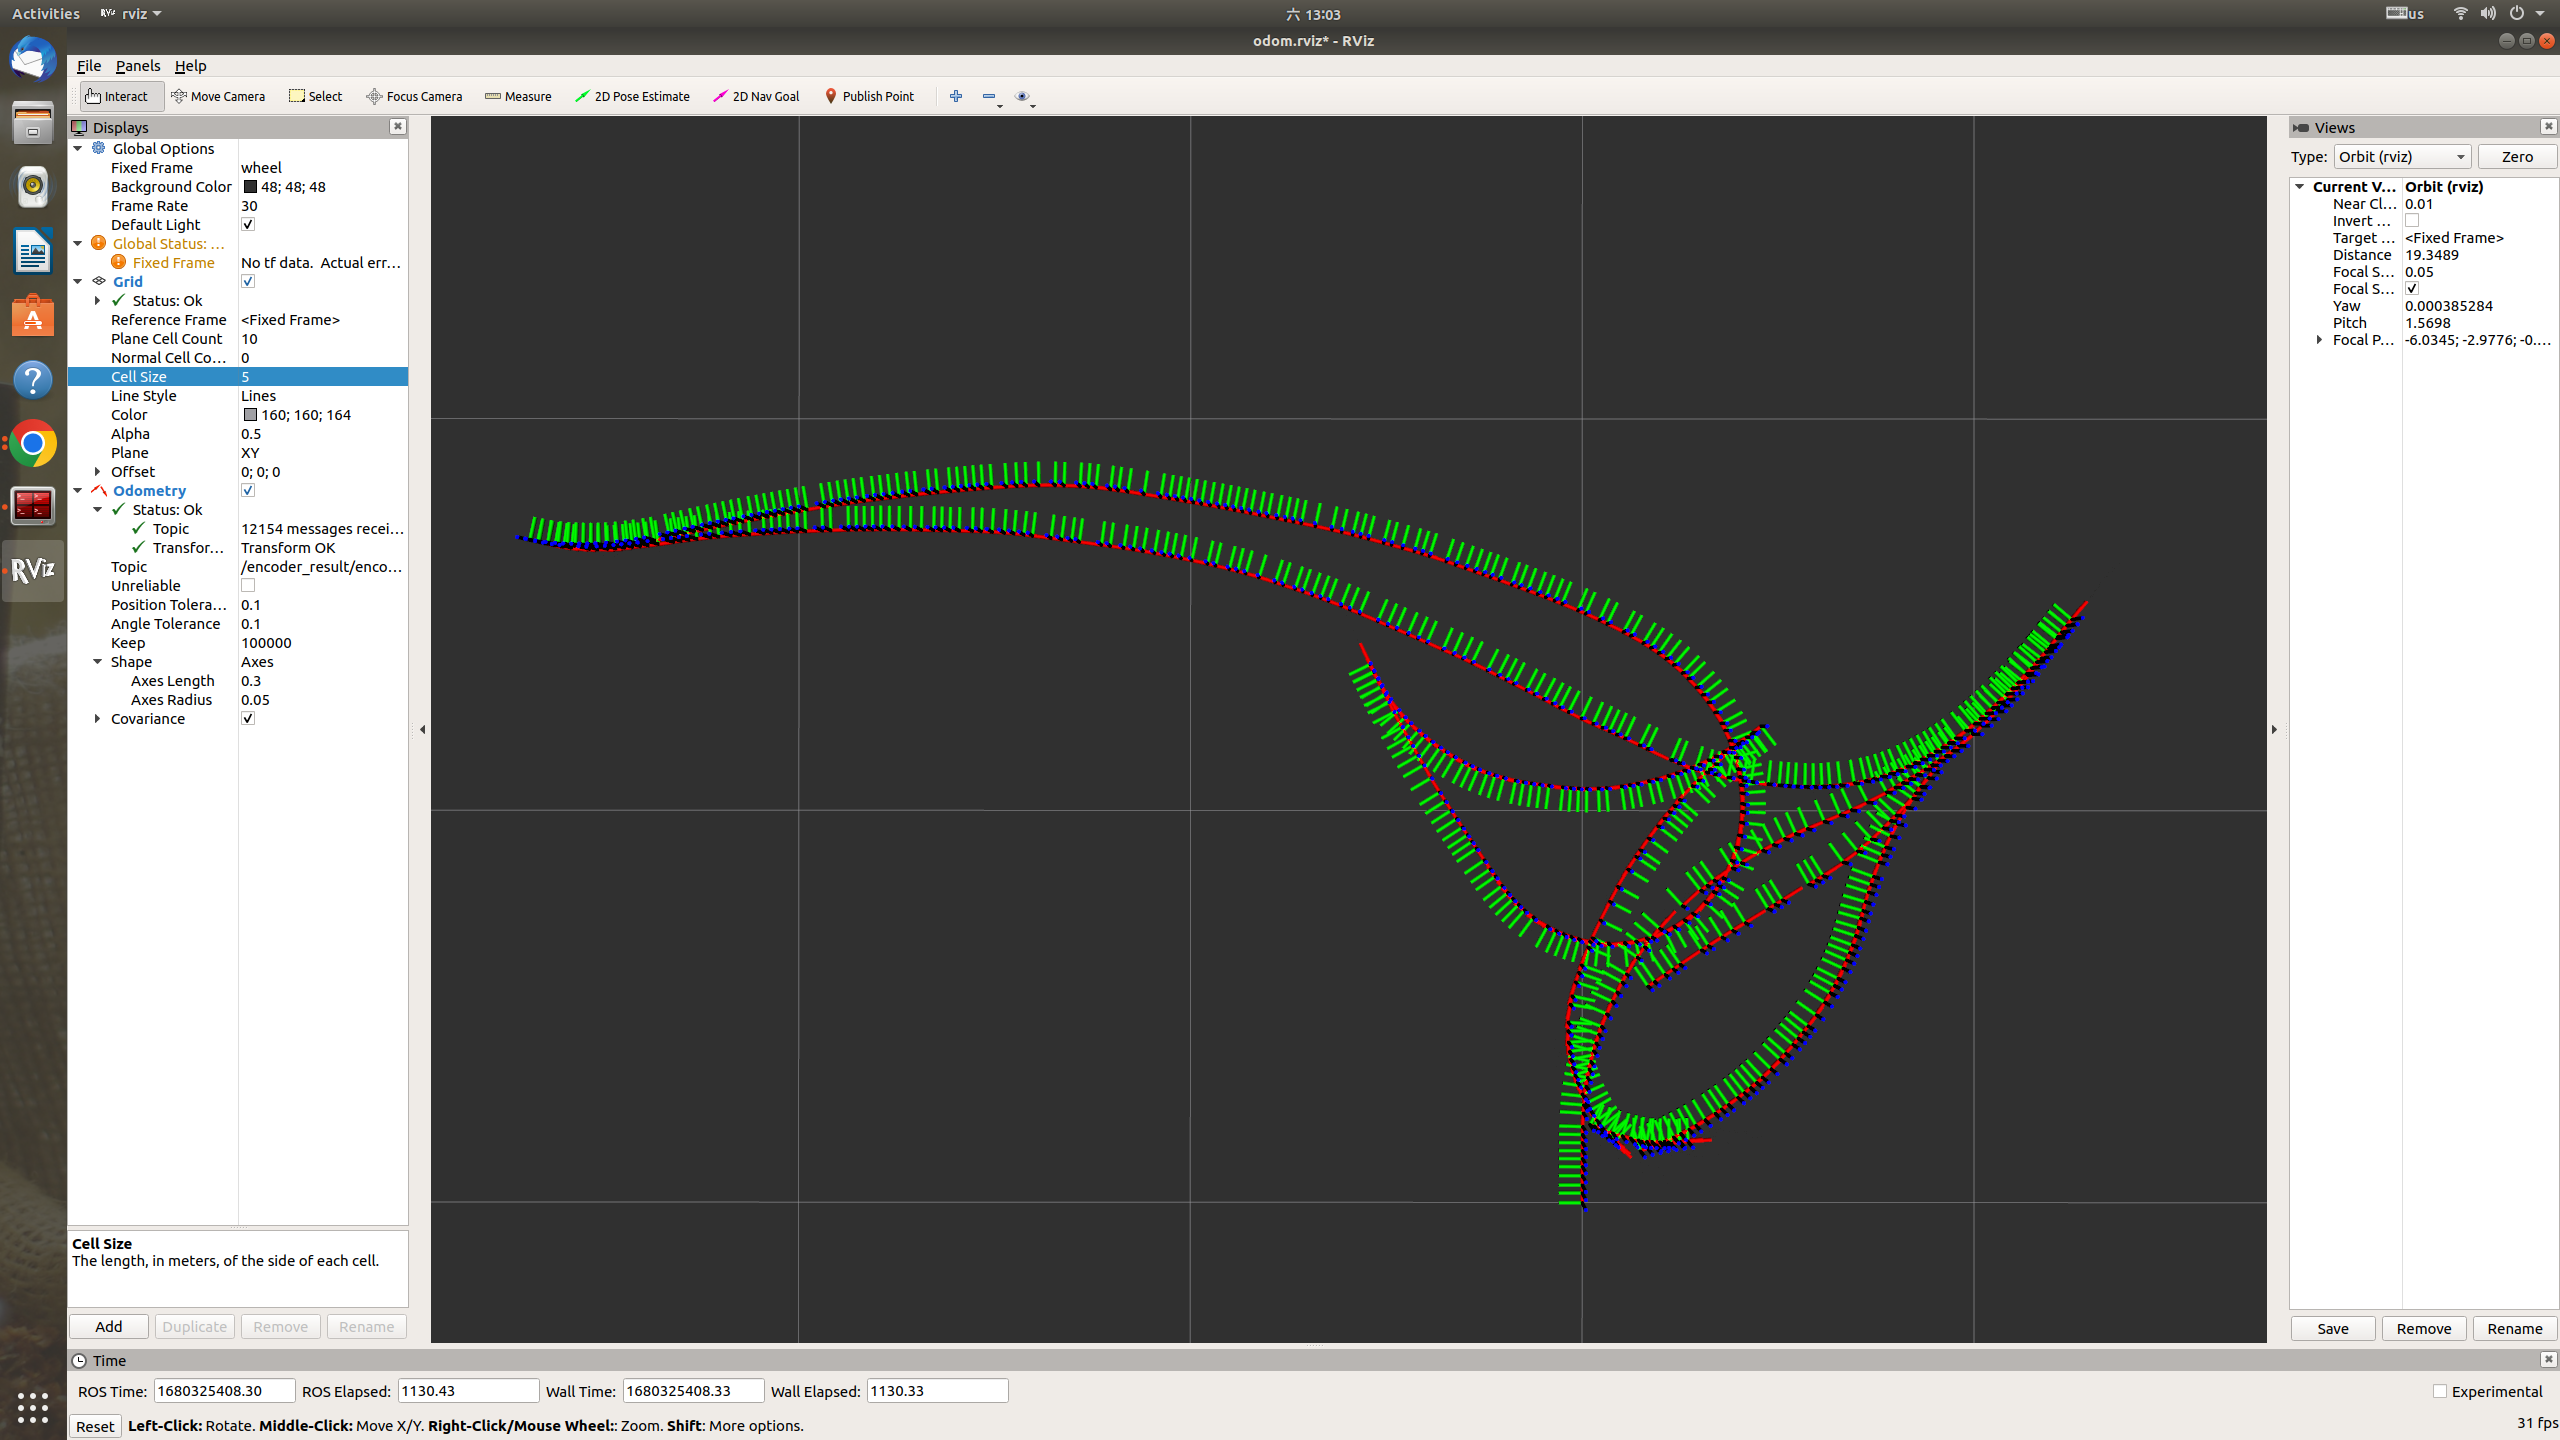 Activities RViz rviz 六 13:03 us
odom.rviz* - RViz
File Panels Help
Interact Move Camera Select Focus Camera Measure 2D Pose Estimate 2D Nav Goal Publish Point
Displays
Global Options
Fixed Frame wheel
Background Color 48; 48; 48
Frame Rate 30
Default Light
Global Status: ...
Fixed Frame No tf data. Actual err...
Grid
Status: Ok
Reference Frame <Fixed Frame>
Plane Cell Count 10
Normal Cell Co... 0
Cell Size 5
Line Style Lines
Color 160; 160; 164
Alpha 0.5
Plane XY
Offset 0; 0; 0
Odometry
Status: Ok
Topic 12154 messages recei...
Transfor... Transform OK
Topic /encoder_result/enco...
Unreliable
Position Tolera... 0.1
Angle Tolerance 0.1
Keep 100000
Shape Axes
Axes Length 0.3
Axes Radius 0.05
Covariance
RViz
Cell Size
The length, in meters, of the side of each cell.
Add Duplicate Remove Rename
Views
Type: Orbit (rviz) Zero
Current V... Orbit (rviz)
Near Cl... 0.01
Invert ...
Target ... <Fixed Frame>
Distance 19.3489
Focal S... 0.05
Focal S...
Yaw 0.000385284
Pitch 1.5698
Focal P... -6.0345; -2.9776; -0....
Save Remove Rename
Time
ROS Time: 1680325408.30 ROS Elapsed: 1130.43 Wall Time: 1680325408.33 Wall Elapsed: 1130.33 Experimental
Reset Left-Click: Rotate. Middle-Click: Move X/Y. Right-Click/Mouse Wheel:: Zoom. Shift: More options. 31 fps